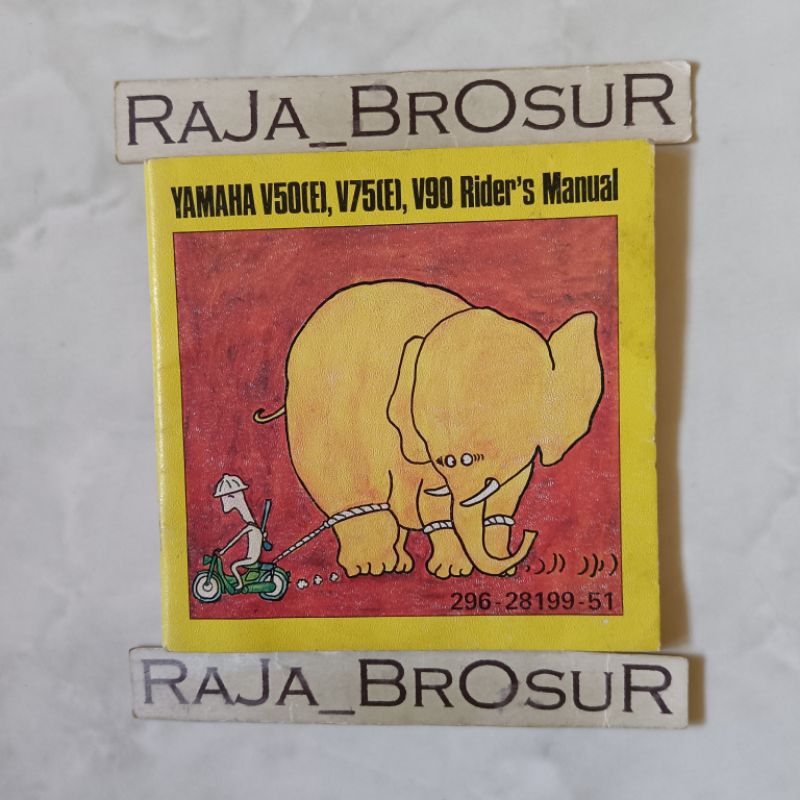 RAJA_BROSUR
YAMAHA V50(E), V75(E), V90 Rider's Manual
296-28199-51
RAJA_BROSUR